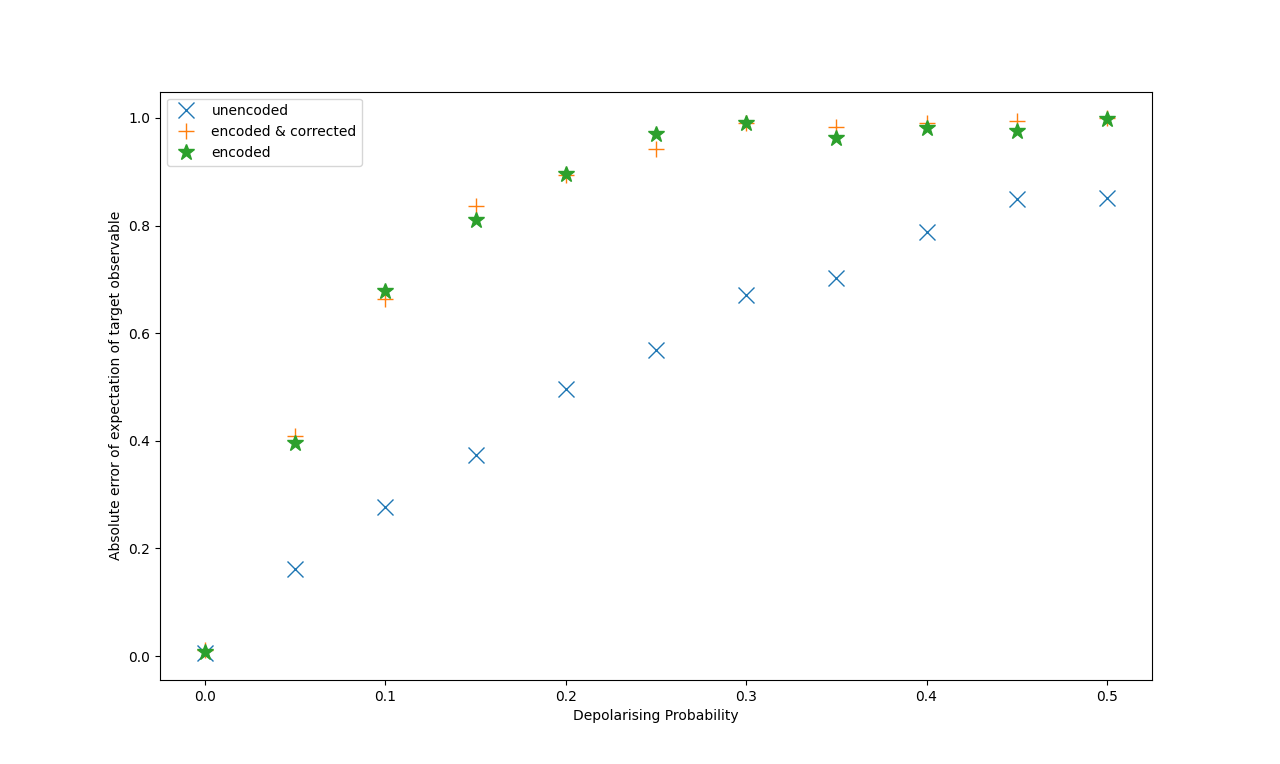 unencoded
encoded & corrected
encoded
Absolute error of expectation of target observable
1.0
0.8
0.6
0.4
0.2
0.0
0.0 0.1 0.2 0.3 0.4 0.5
Depolarising Probability